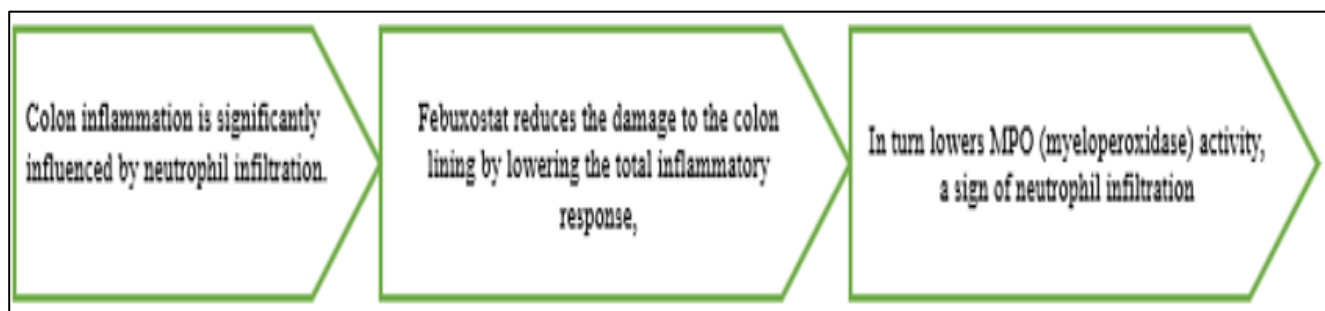 Colon inflammation is significantly
influenced by neutrophil infiltration.
Febuxostat reduces the damage to the colon
lining by lowering the total inflammatory
response,
In turn lowers MPO (myeloperoxidase) activity,
a sign of neutrophil infiltration